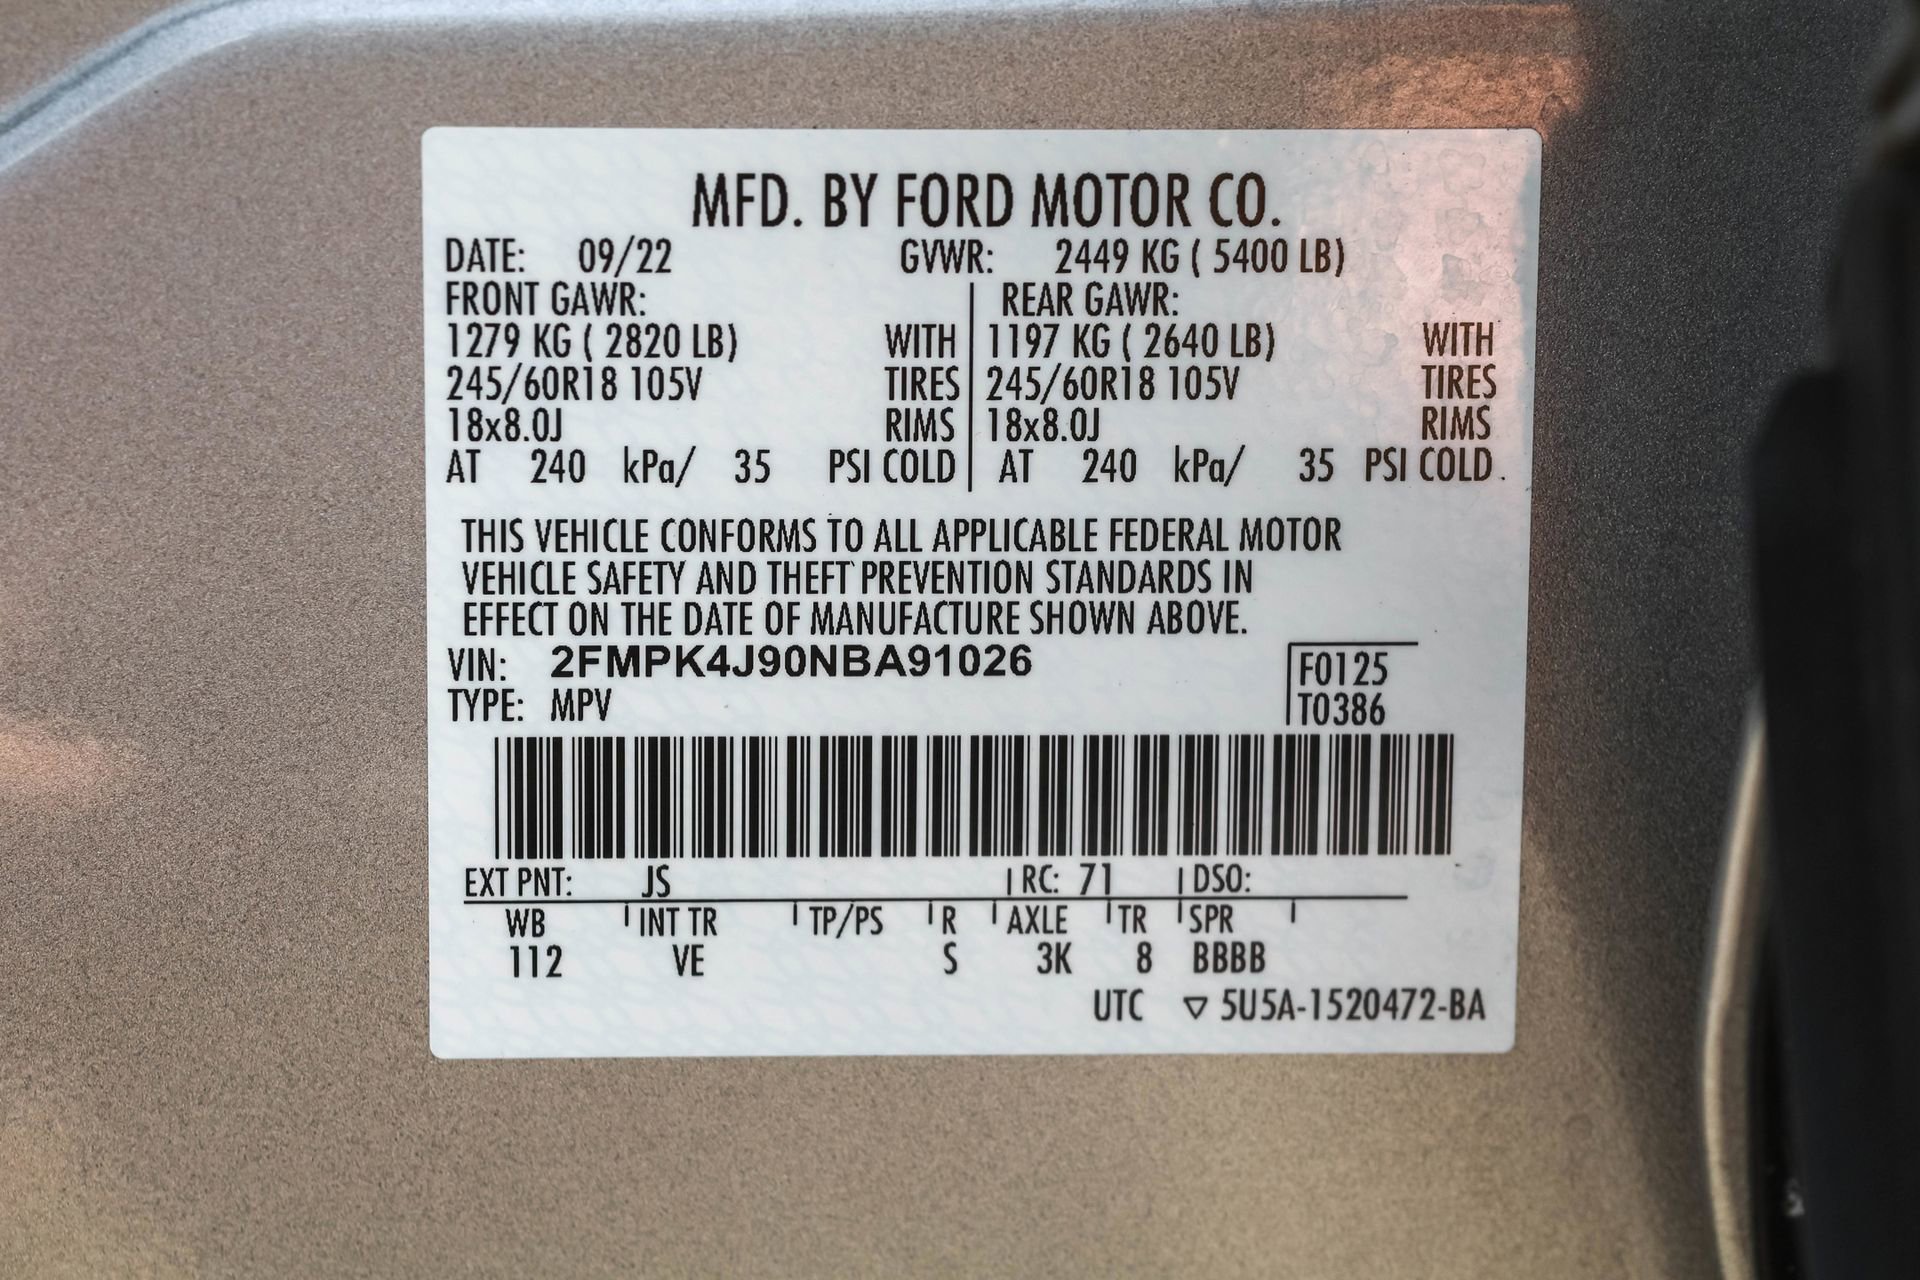 MFD. BY FORD MOTOR CO.
DATE: 09/22 GVWR: 2449 KG ( 5400 LB)
FRONT GAWR: REAR GAWR:
1279 KG ( 2820 LB) WITH 1197 KG ( 2640 LB) WITH
245/60R18 105V TIRES 245/60R18 105V TIRES
18x8.0J RIMS 18x8.0J RIMS
AT 240 kPa/ 35 PSI COLD AT 240 kPa/ 35 PSI COLD.
THIS VEHICLE CONFORMS TO ALL APPLICABLE FEDERAL MOTOR
VEHICLE SAFETY AND THEFT PREVENTION STANDARDS IN
EFFECT ON THE DATE OF MANUFACTURE SHOWN ABOVE.
VIN: 2FMPK4J90NBA91026 F0125
TYPE: MPV T0386
EXT PNT: JS RC: 71 DSO:
WB INT TR TP/PS R AXLE TR SPR
112 VE S 3K 8 BBBB
UTC ▽ 5U5A-1520472-BA